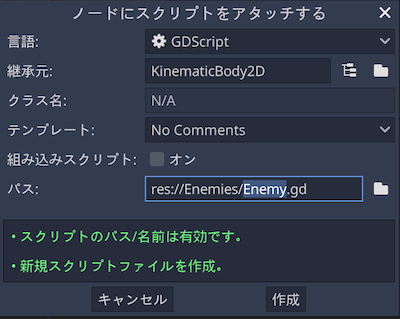 ノードにスクリプトをアタッチする
言語: GDScript
継承元: KinematicBody2D
クラス名: N/A
テンプレート: No Comments
組み込みスクリプト: オン
パス: res://Enemies/Enemy.gd
• スクリプトのパス/名前は有効です。
• 新規スクリプトファイルを作成。
キャンセル 作成